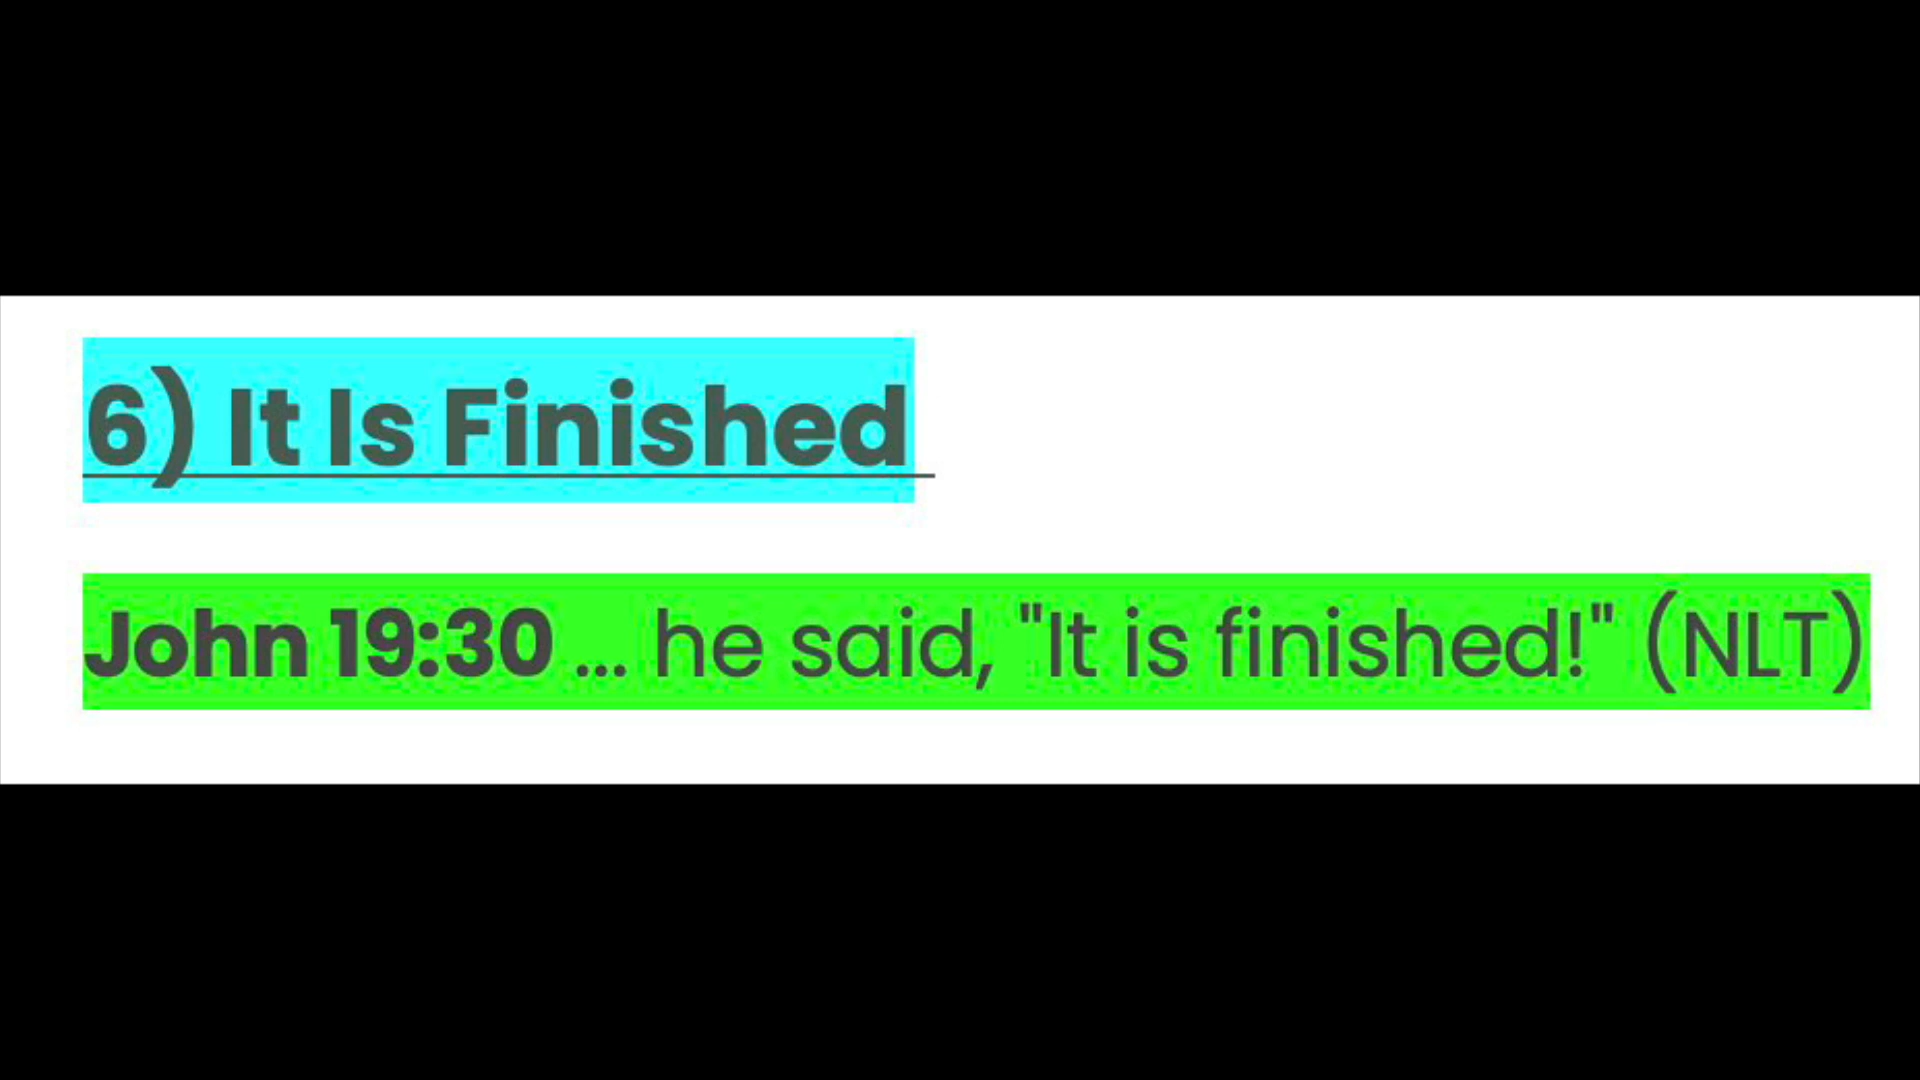 6) It Is Finished
John 19:30 ... he said, "It is finished!" (NLT)